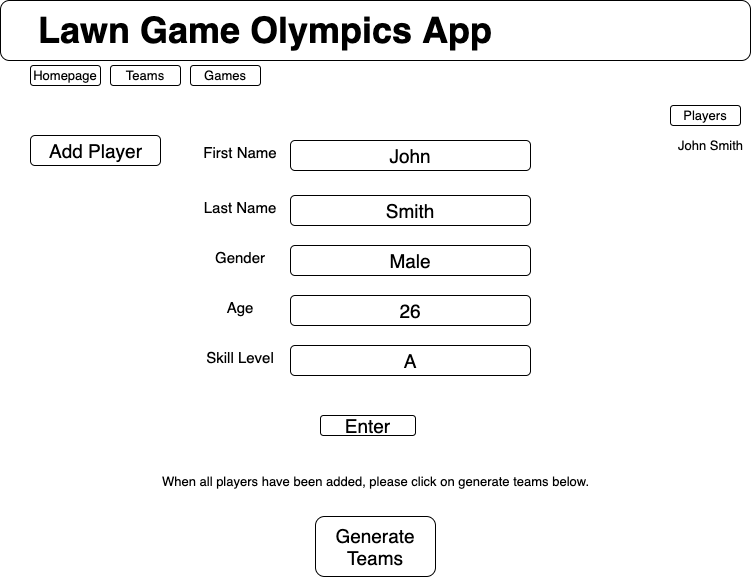 Lawn Game Olympics App
Homepage
Teams
Games
Players
John Smith
Add Player
First Name
John
Last Name
Smith
Gender
Male
Age
26
Skill Level
A
Enter
When all players have been added, please click on generate teams below.
Generate
Teams